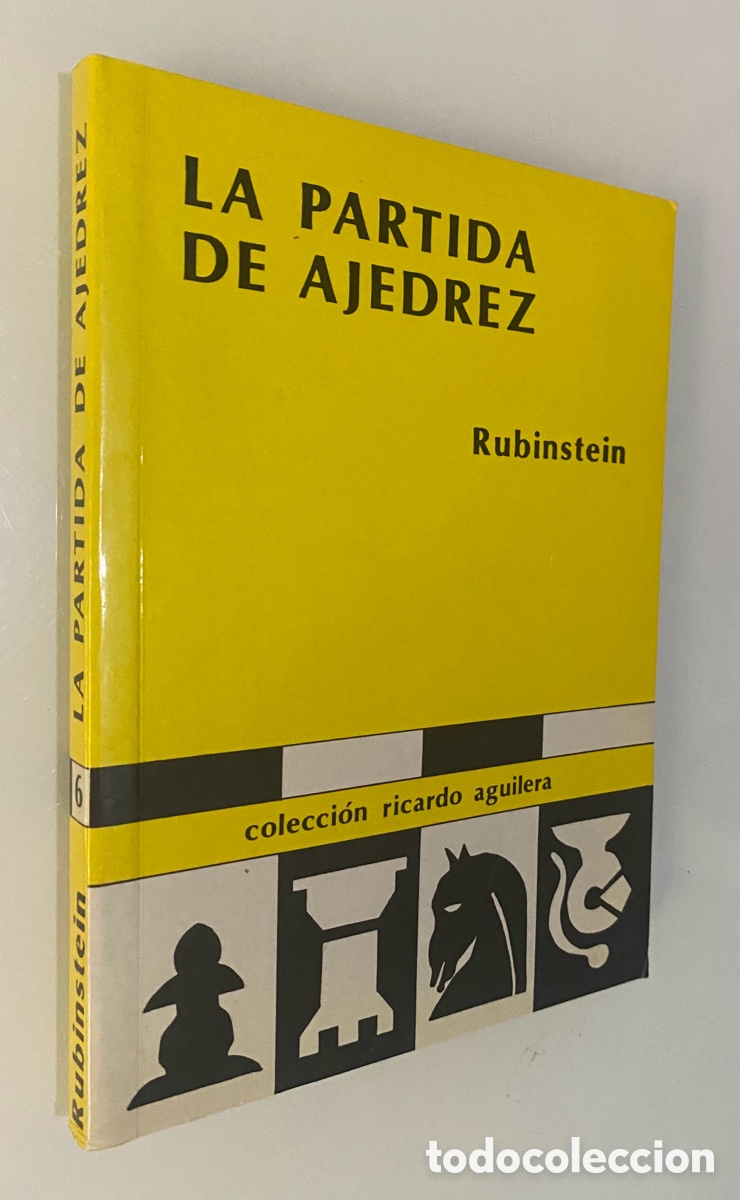 LA PARTIDA
DE AJEDREZ
Rubinstein
colección ricardo aguilera
LA PARTIDA DE AJEDREZ
6
Rubinstein
todocoleccion